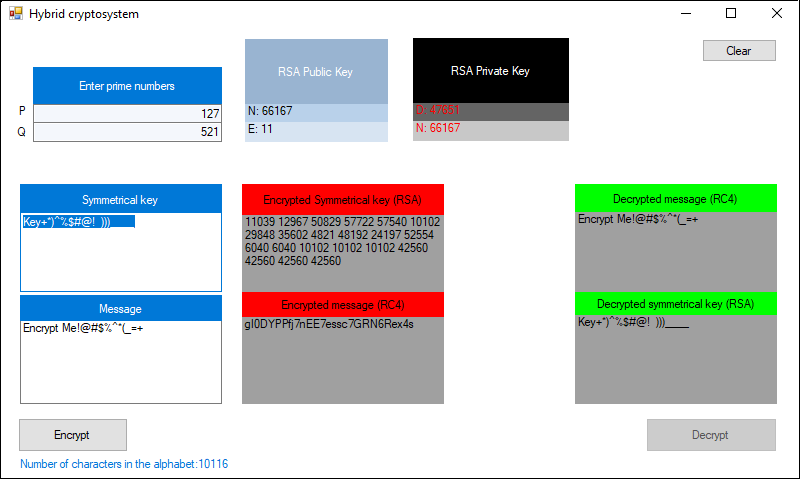 Hybrid cryptosystem
Clear
Enter prime numbers
P 127
Q 521
RSA Public Key
N: 66167
E: 11
RSA Private Key
D: 47651
N: 66167
Symmetrical key
Key+*)^%$#@!  )))____
Message
Encrypt Me!@#$%^*(_=+
Encrypted Symmetrical key (RSA)
11039 12967 50829 57722 57540 10102
29848 35602 4821 48192 24197 52554
6040 6040 10102 10102 10102 42560
42560 42560 42560
Encrypted message (RC4)
gI0DYPPfj7nEE7essc7GRN6Rex4s
Decrypted message (RC4)
Encrypt Me!@#$%^*(_=+
Decrypted symmetrical key (RSA)
Key+*)^%$#@!  )))____
Encrypt
Decrypt
Number of characters in the alphabet:10116